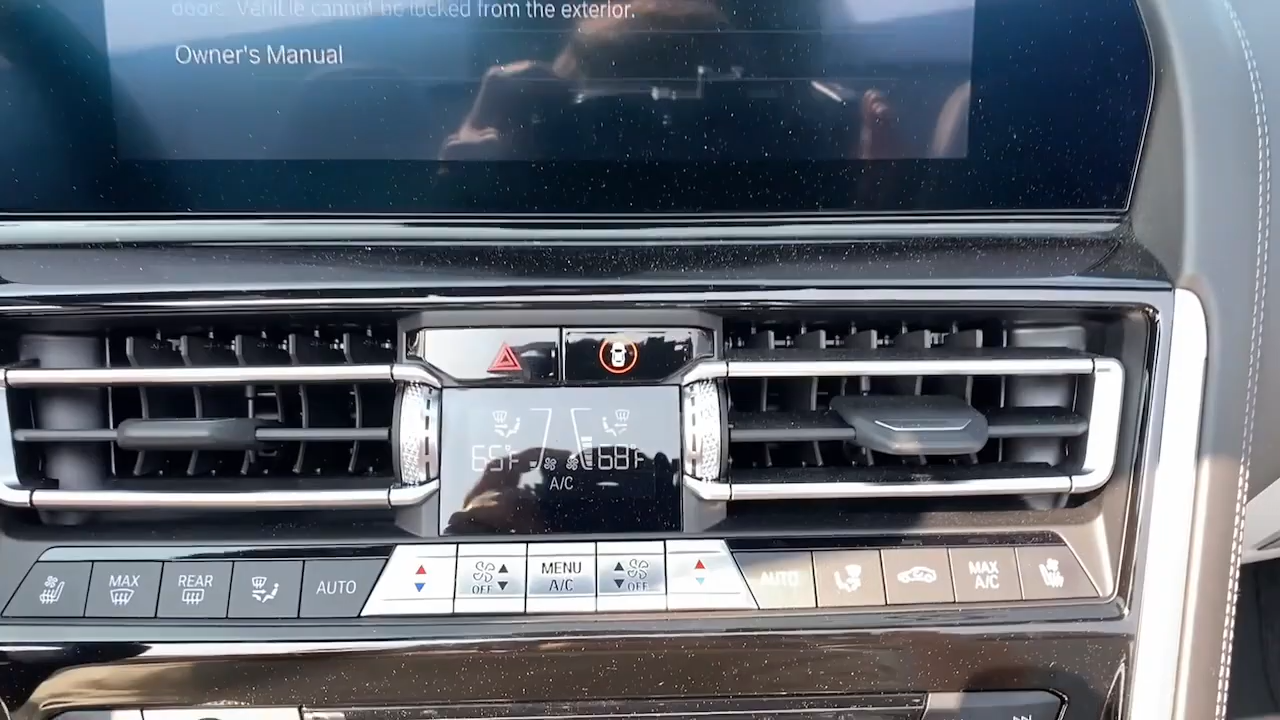 doors. Vehicle cannot be locked from the exterior.
Owner's Manual
65°F 68°F
A/C
MAX
REAR
AUTO
OFF
MENU
A/C
OFF
AUTO
MAX
A/C